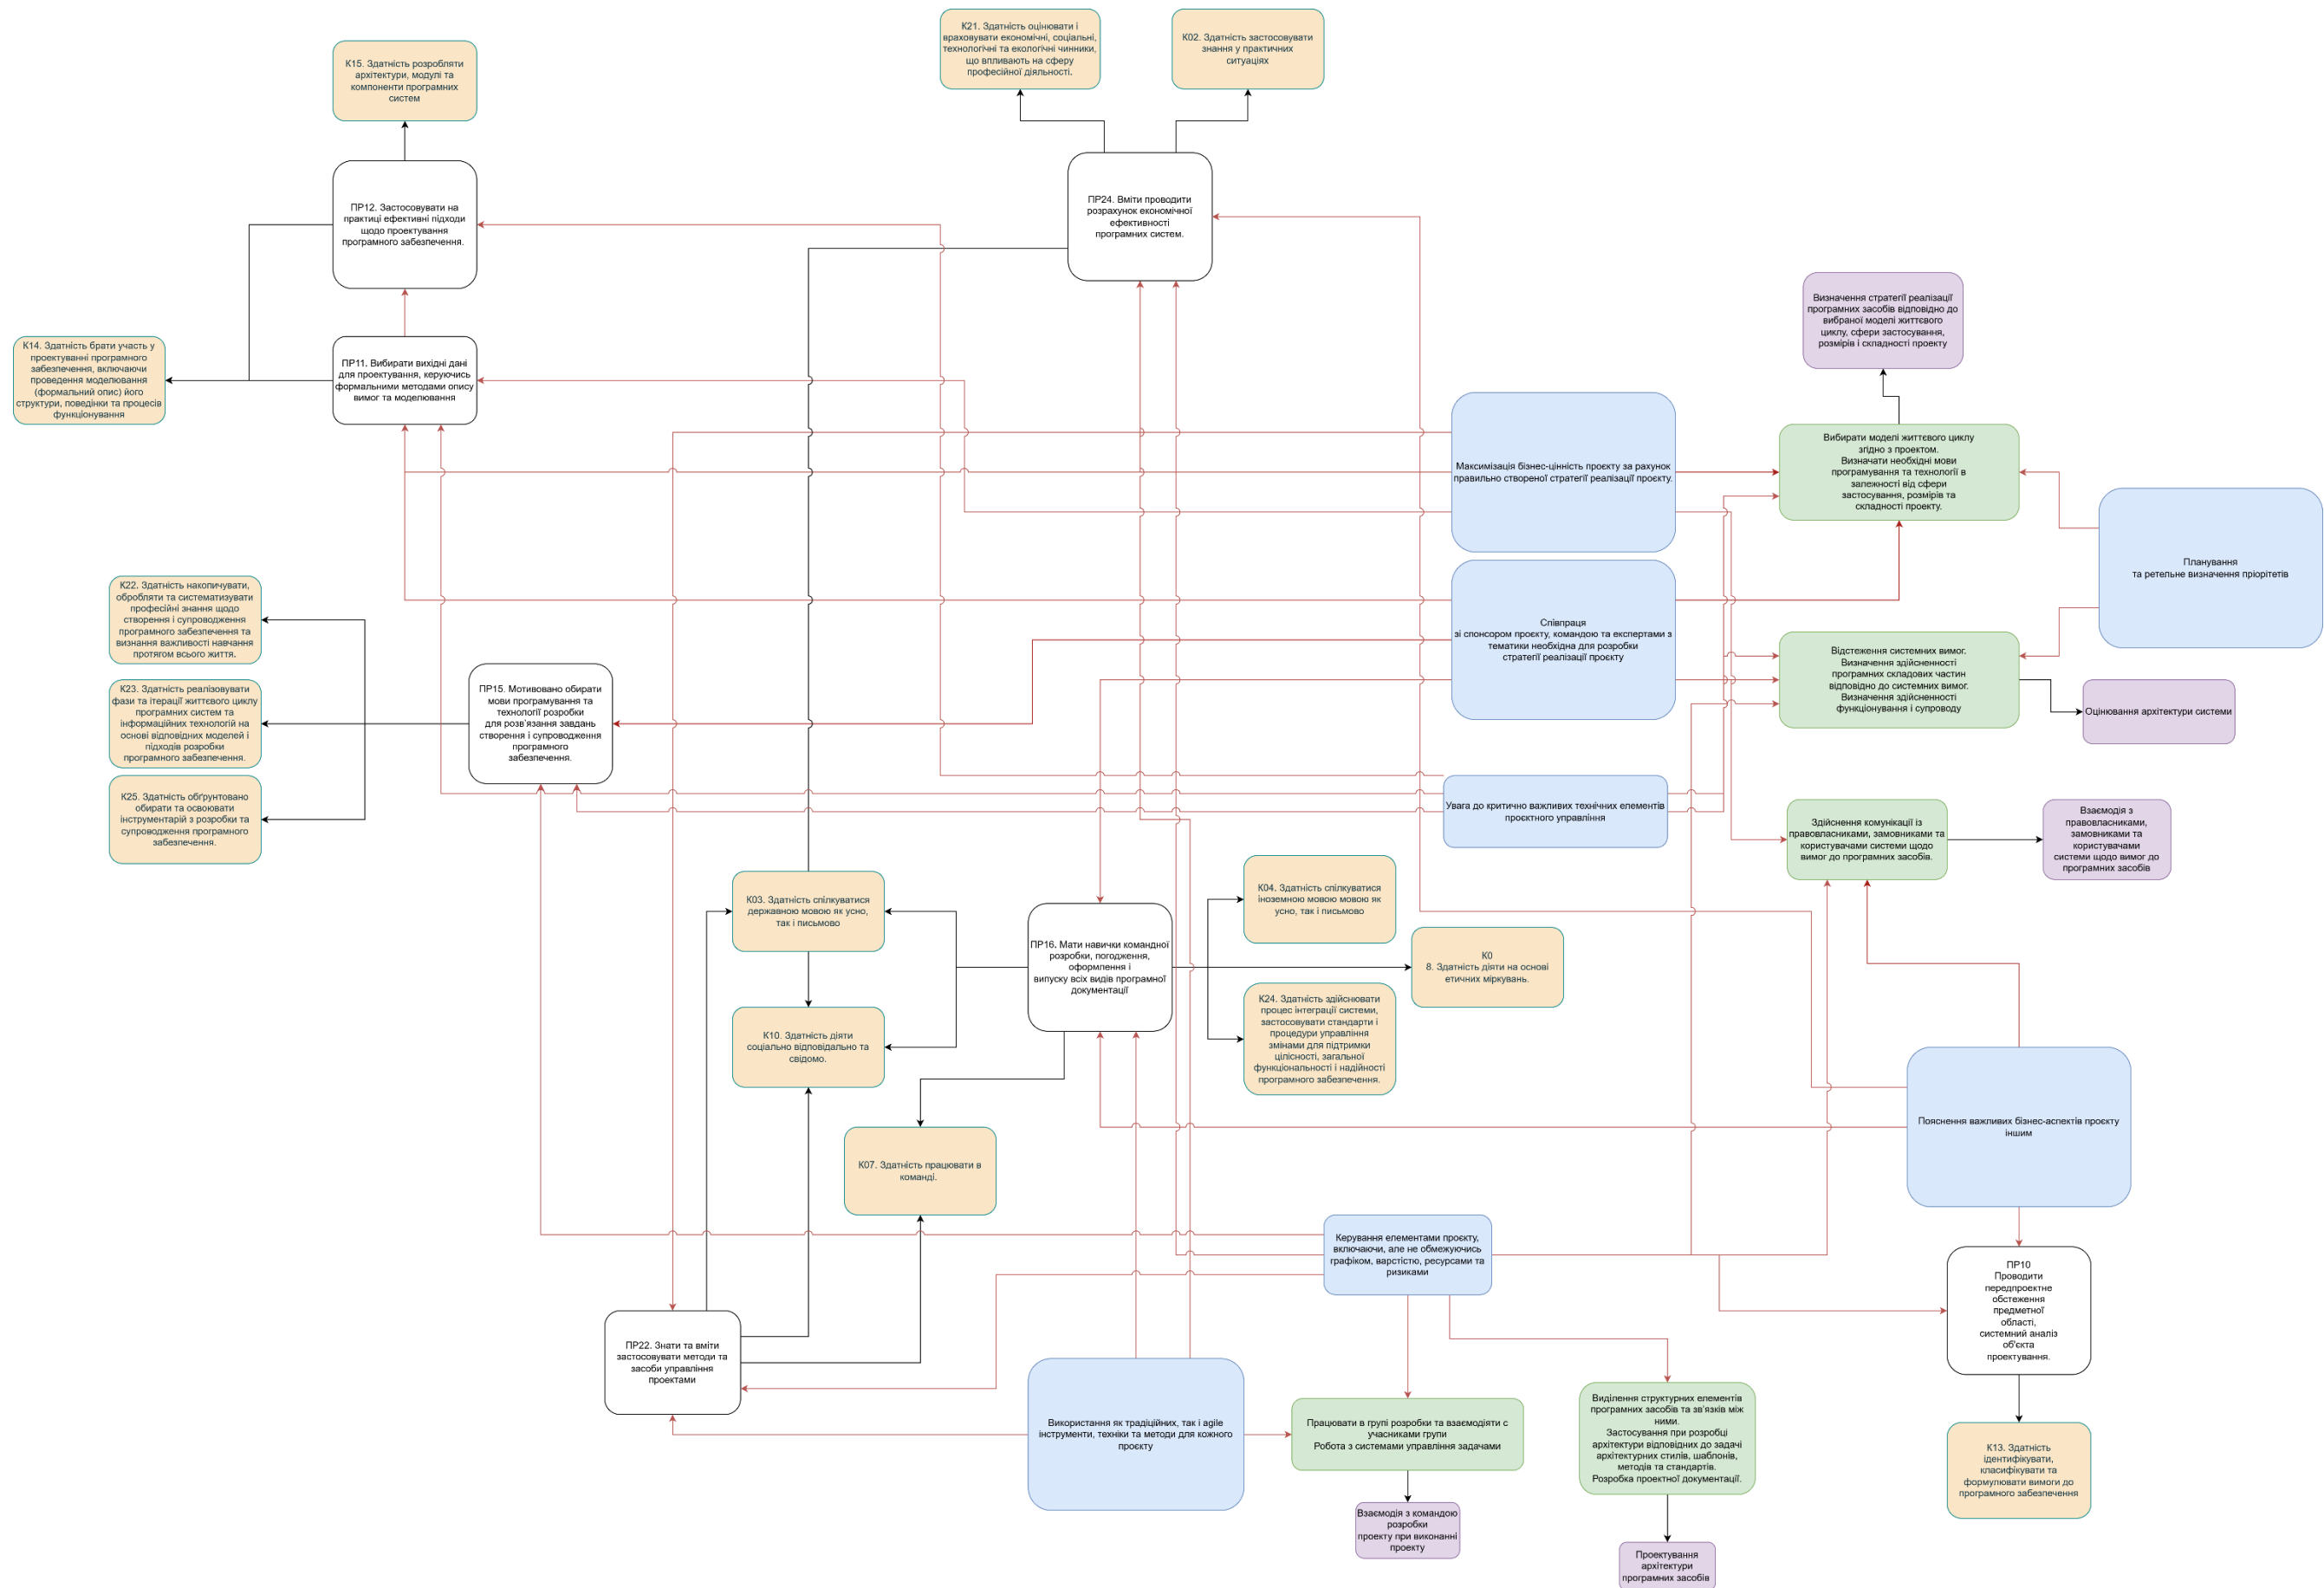 К21. Здатність оцінювати і
враховувати економічні, соціальні,
технологічні та екологічні чинники,
що впливають на сферу
професійної діяльності.
К02. Здатність застосовувати
знання у практичних
ситуаціях
К15. Здатність розробляти
архітектури, модулі та
компоненти програмних
систем
ПР12. Застосовувати на
практиці ефективні підходи
щодо проектування
програмного забезпечення.
ПР24. Вміти проводити
розрахунок економічної
ефективності
програмних систем.
Визначення стратегії реалізації
програмних засобів відповідно до
вибраної моделі життєвого
циклу, сфери застосування,
розмірів і складності проекту
К14. Здатність брати участь у
проектуванні програмного
забезпечення, включаючи
проведення моделювання
(формальний опис) його
структури, поведінки та процесів
функціонування
ПР11. Вибирати вихідні дані
для проектування, керуючись
формальними методами опису
вимог та моделювання
Максимізація бізнес-цінність проєкту за рахунок
правильно створеної стратегії реалізації проєкту.
Вибирати моделі життєвого циклу
згідно з проектом.
Визначати необхідні мови
програмування та технології в
залежності від сфери
застосування, розмірів та
складності проекту.
Планування
та ретельне визначення пріорітетів
К22. Здатність накопичувати,
обробляти та систематизувати
професійні знання щодо
створення і супроводження
програмного забезпечення та
визнання важливості навчання
протягом всього життя.
Співпраця
зі спонсором проєкту, командою та експертами з
тематики необхідна для розробки
стратегії реалізації проєкту
Відстеження системних вимог.
Визначення здійсненності
програмних складових частин
відповідно до системних вимог.
Визначення здійсненності
функціонування і супроводу
Оцінювання архітектури системи
К23. Здатність реалізовувати
фази та ітерації життєвого циклу
програмних систем та
інформаційних технологій на
основі відповідних моделей і
підходів розробки
програмного забезпечення.
ПР15. Мотивовано обирати
мови програмування та
технології розробки
для розв’язання завдань
створення і супроводження
програмного
забезпечення.
К25. Здатність обґрунтовано
обирати та освоювати
інструментарій з розробки та
супроводження програмного
забезпечення.
Увага до критично важливих технічних елементів
проєктного управління
Здійснення комунікації із
правовласниками, замовниками та
користувачами системи щодо
вимог до програмних засобів.
Взаємодія з
правовласниками,
замовниками та
користувачами
системи щодо вимог до
програмних засобів
К03. Здатність спілкуватися
державною мовою як усно,
так і письмово
К04. Здатність спілкуватися
іноземною мовою мовою як
усно, так і письмово
ПР16. Мати навички командної
розробки, погодження,
оформлення і
випуску всіх видів програмної
документації
К0
8. Здатність діяти на основі
етичних міркувань.
К10. Здатність діяти
соціально відповідально та
свідомо.
К24. Здатність здійснювати
процес інтеграції системи,
застосовувати стандарти і
процедури управління
змінами для підтримки
цілісності, загальної
функціональності і надійності
програмного забезпечення.
К07. Здатність працювати в
команді.
Пояснення важливих бізнес-аспектів проєкту
іншим
Керування елементами проєкту,
включаючи, але не обмежуючись
графіком, варстістю, ресурсами та
ризиками
ПР10
Проводити
передпроектне
обстеження
предметної
області,
системний аналіз
об'єкта
проектування.
ПР22. Знати та вміти
застосовувати методи та
засоби управління
проектами
Використання як традіційних, так і agile
інструменти, техніки та методи для кожного
проєкту
Працювати в групі розробки та взаємодіяти с
учасниками групи
Робота з системами управління задачами
Виділення структурних елементів
програмних засобів та зв'язків між
ними.
Застосування при розробці
архітектури відповідних до задачі
архітектурних стилів, шаблонів,
методів та стандартів.
Розробка проектної документації.
К13. Здатність
ідентифікувати,
класифікувати та
формулювати вимоги до
програмного забезпечення
Взаємодія з командою
розробки
проекту при виконанні
проекту
Проектування
архітектури
програмних засобів